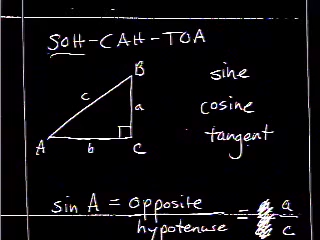 SOH-CAH-TOA
B
sine
c
a
cosine
tangent
A
b
C
sin A = opposite / hypotenuse = a / c